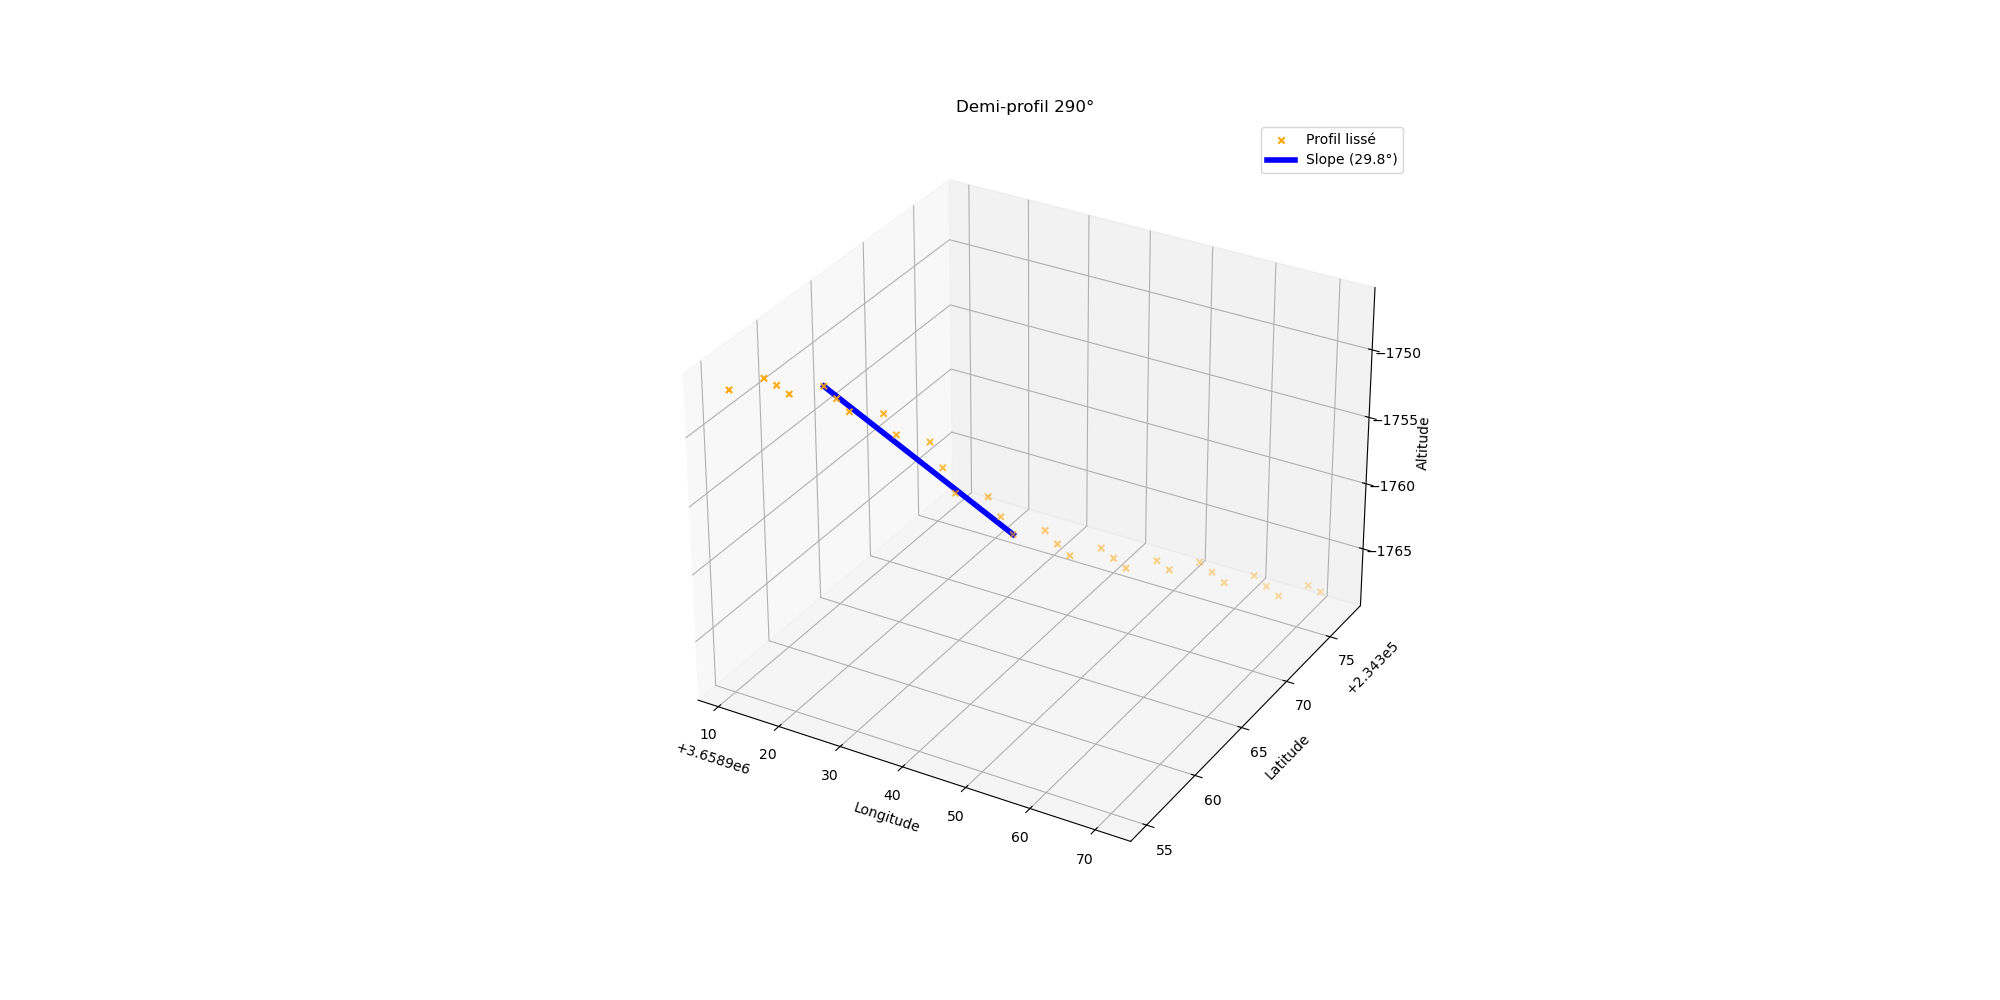 Demi-profil 290°
Profil lissé
Slope (29.8°)
−1750
−1755
−1760
−1765
Altitude
75
70
65
60
55
+2.343e5
Latitude
10
20
30
40
50
60
70
+3.6589e6
Longitude